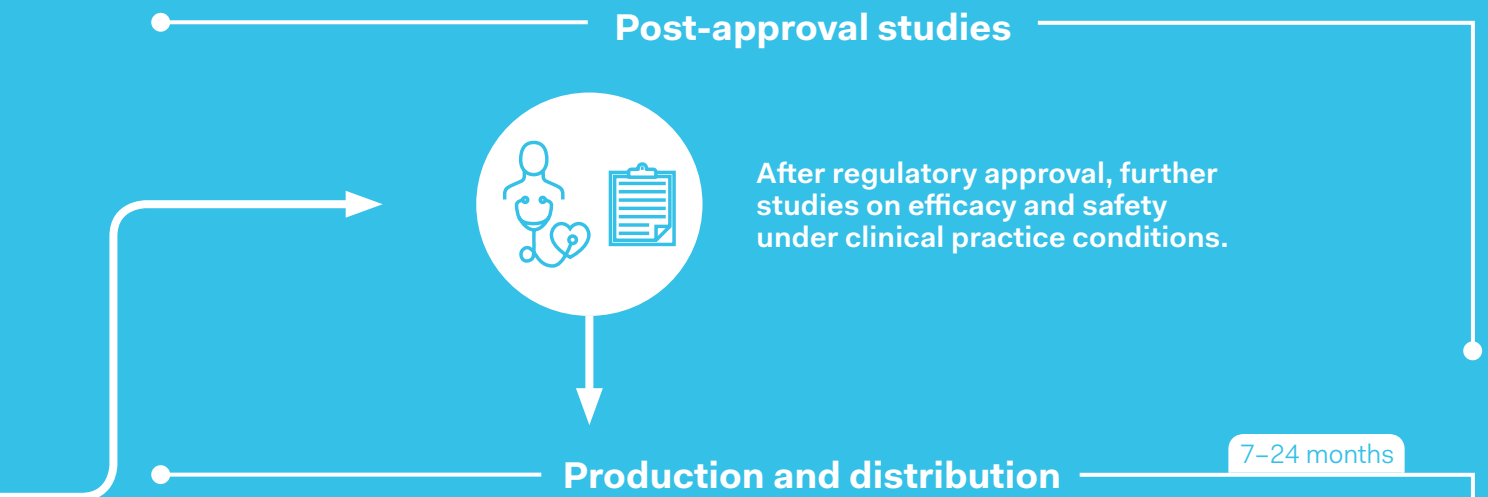 Post-approval studies
After regulatory approval, further
studies on efficacy and safety
under clinical practice conditions.
7–24 months
Production and distribution